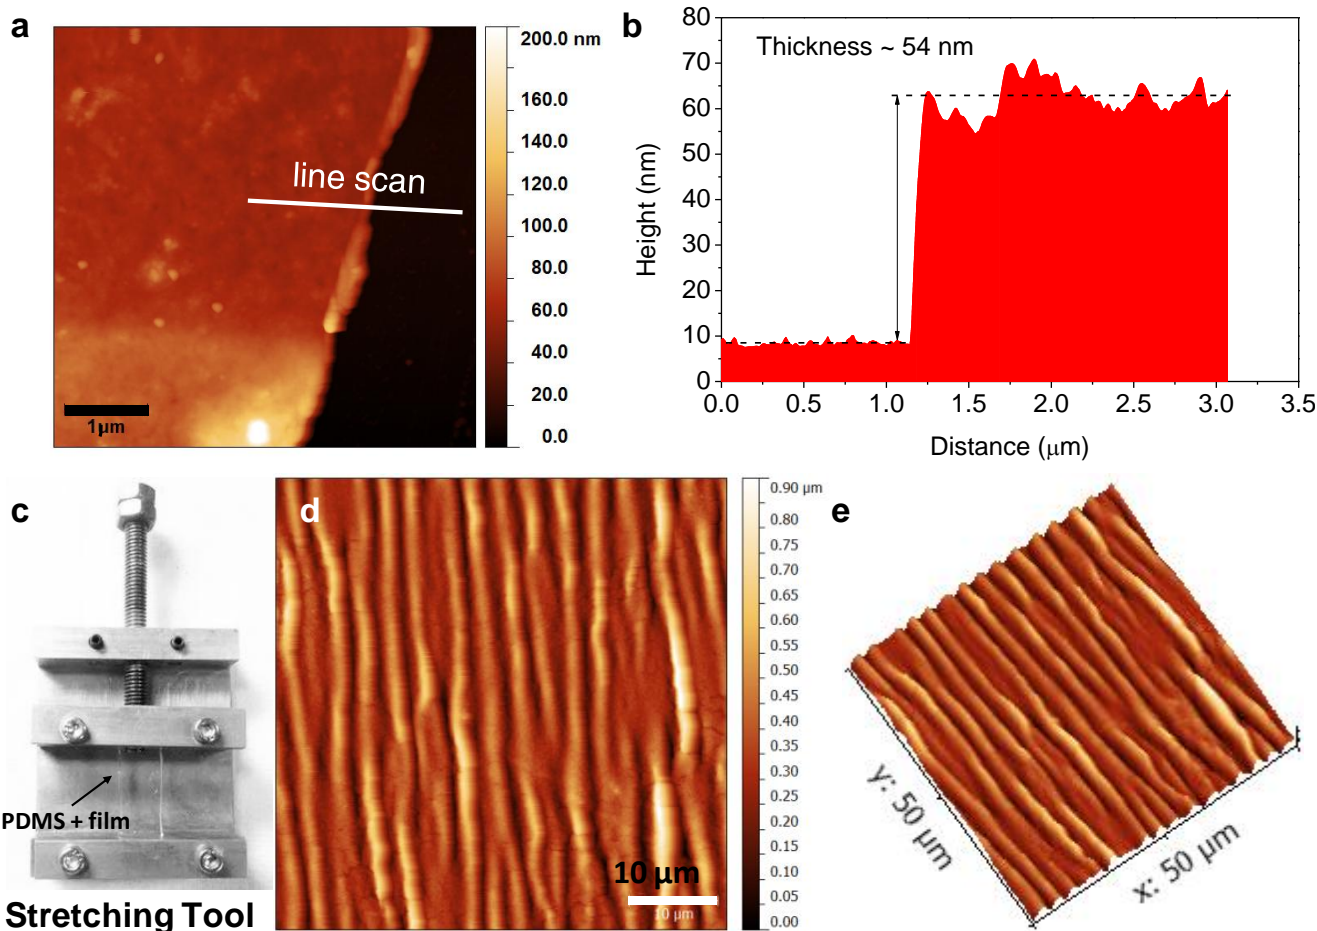 a
line scan
1µm
200.0 nm
160.0
140.0
120.0
100.0
80.0
60.0
40.0
20.0
0.0
b
Thickness ~ 54 nm
Height (nm)
80
70
60
50
40
30
20
10
0
0.0 0.5 1.0 1.5 2.0 2.5 3.0 3.5
Distance (µm)
c
PDMS + film
Stretching Tool
d
10 µm
10 µm
0.90 µm
0.80
0.75
0.70
0.65
0.60
0.55
0.50
0.45
0.40
0.35
0.30
0.25
0.20
0.15
0.10
0.05
0.00
e
y: 50 µm
x: 50 µm